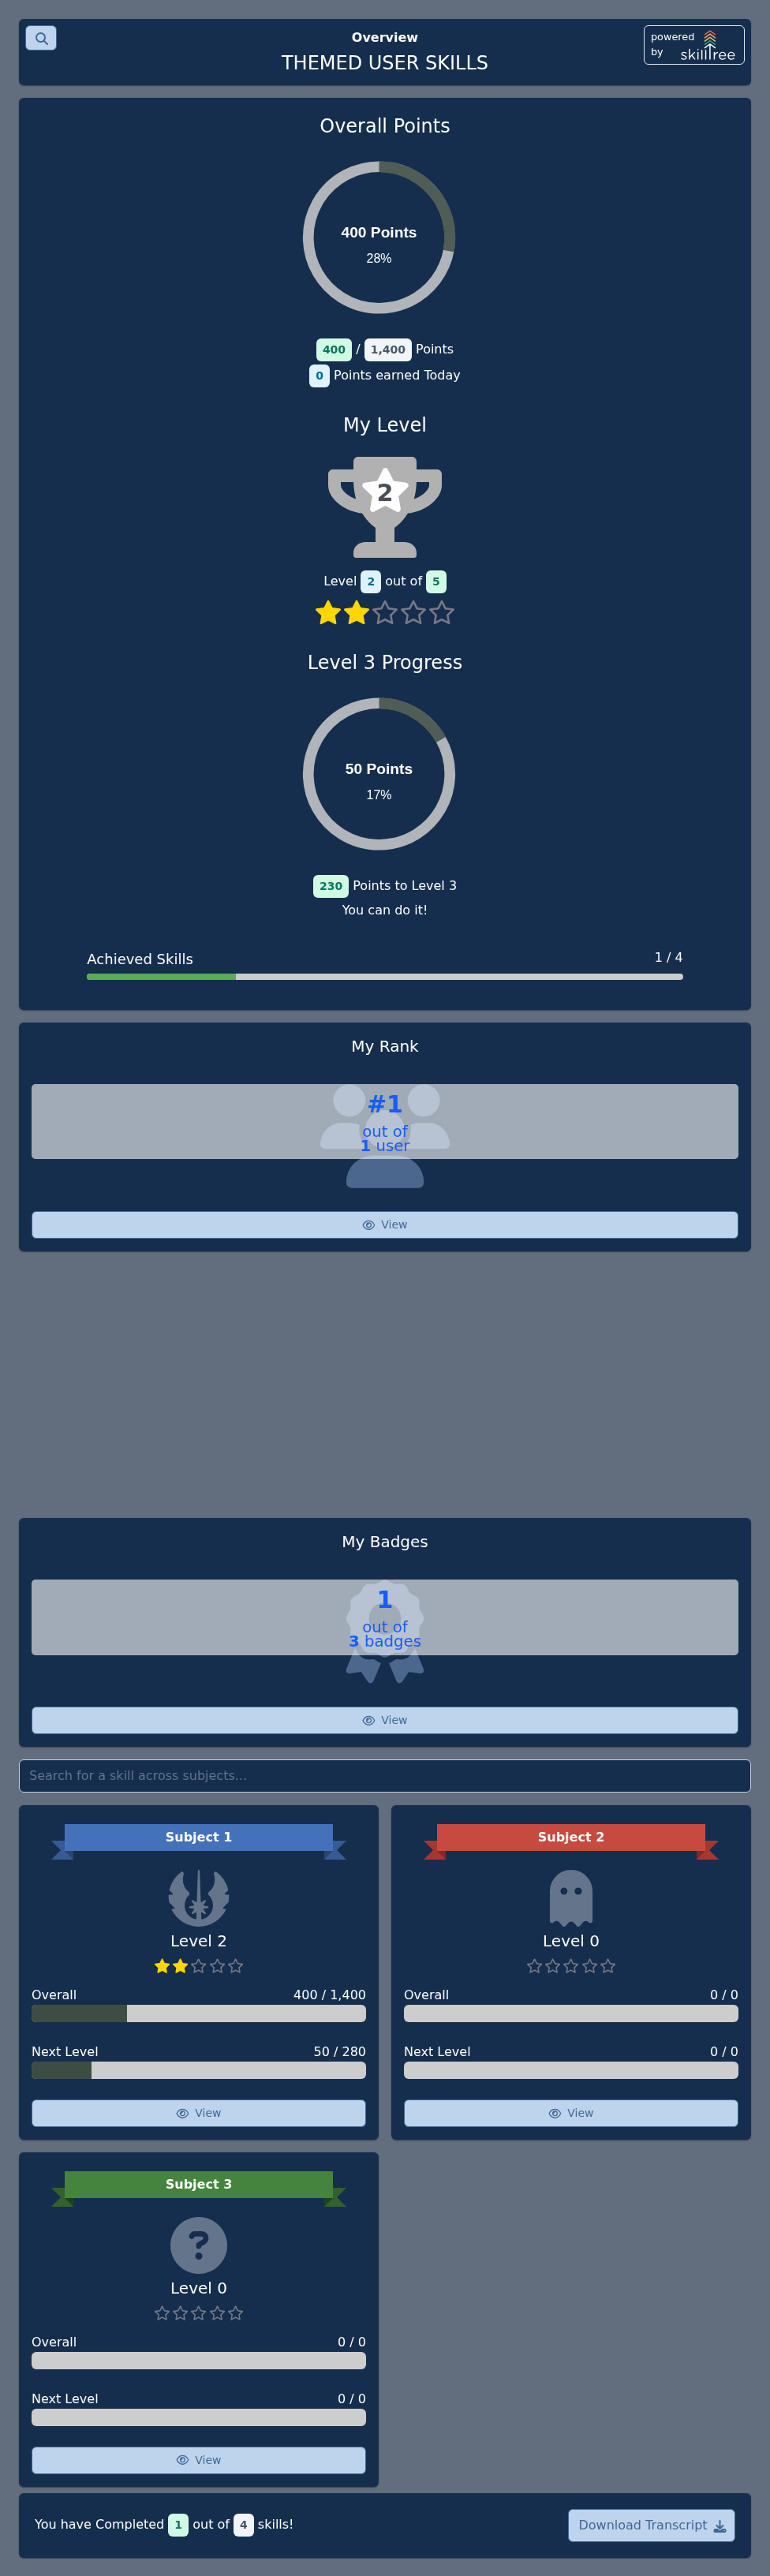 Overview
THEMED USER SKILLS
powered
by skilltree
Overall Points
400 Points
28%
400 / 1,400 Points
0 Points earned Today
My Level
2
Level 2 out of 5
Level 3 Progress
50 Points
17%
230 Points to Level 3
You can do it!
Achieved Skills 1 / 4
My Rank
#1
out of
1 user
View
My Badges
1
out of
3 badges
View
Search for a skill across subjects...
Subject 1
Level 2
Overall 400 / 1,400
Next Level 50 / 280
View
Subject 2
Level 0
Overall 0 / 0
Next Level 0 / 0
View
Subject 3
?
Level 0
Overall 0 / 0
Next Level 0 / 0
View
You have Completed 1 out of 4 skills!
Download Transcript